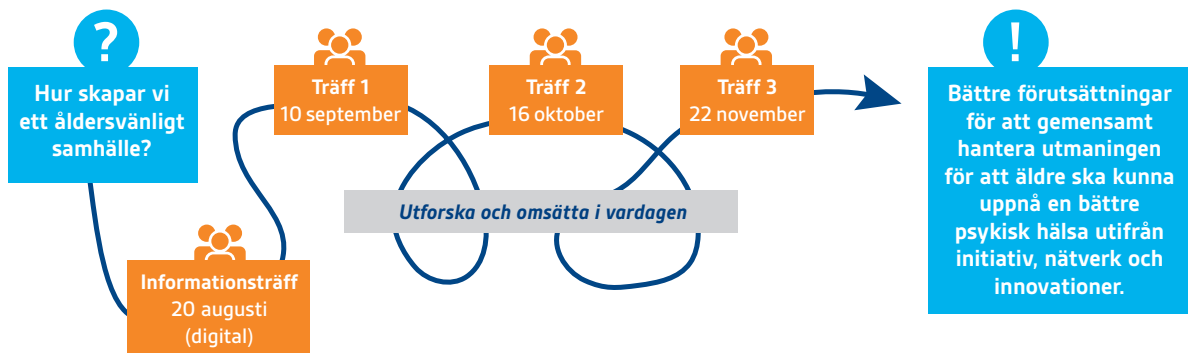 ?
Hur skapar vi
ett åldersvänligt
samhälle?
Informationsträff
20 augusti
(digital)
Träff 1
10 september
Träff 2
16 oktober
Träff 3
22 november
Utforska och omsätta i vardagen
!
Bättre förutsättningar
för att gemensamt
hantera utmaningen
för att äldre ska kunna
uppnå en bättre
psykisk hälsa utifrån
initiativ, nätverk och
innovationer.